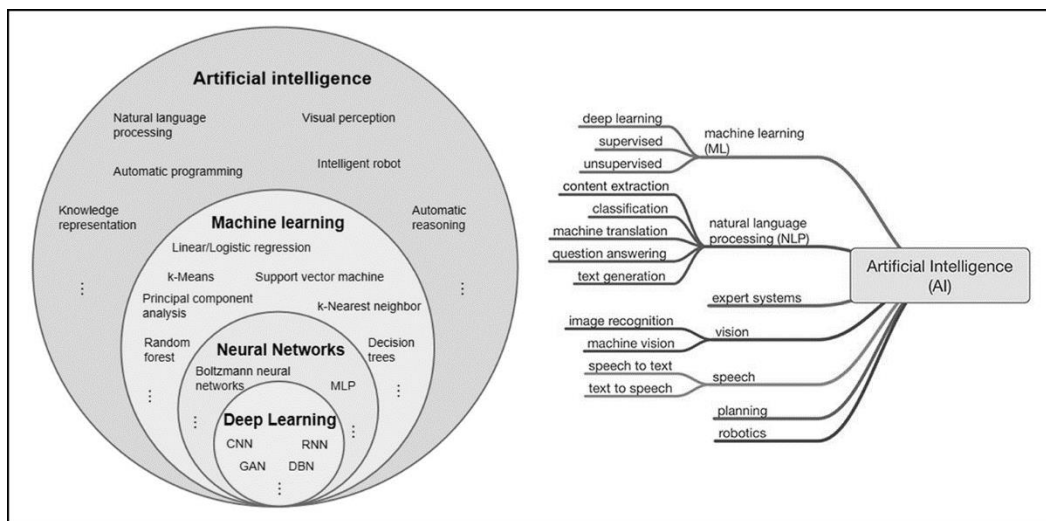 Artificial intelligence
Natural language
processing
Visual perception
Automatic programming
Intelligent robot
Knowledge
representation
Automatic
reasoning
Machine learning
Linear/Logistic regression
k-Means
Support vector machine
Principal component
analysis
k-Nearest neighbor
Random
forest
Decision
trees
Neural Networks
Boltzmann neural
networks
MLP
Deep Learning
CNN
RNN
GAN
DBN
deep learning
supervised
unsupervised
machine learning
(ML)
content extraction
classification
machine translation
question answering
text generation
natural language
processing (NLP)
expert systems
image recognition
machine vision
vision
speech to text
text to speech
speech
planning
robotics
Artificial Intelligence
(AI)